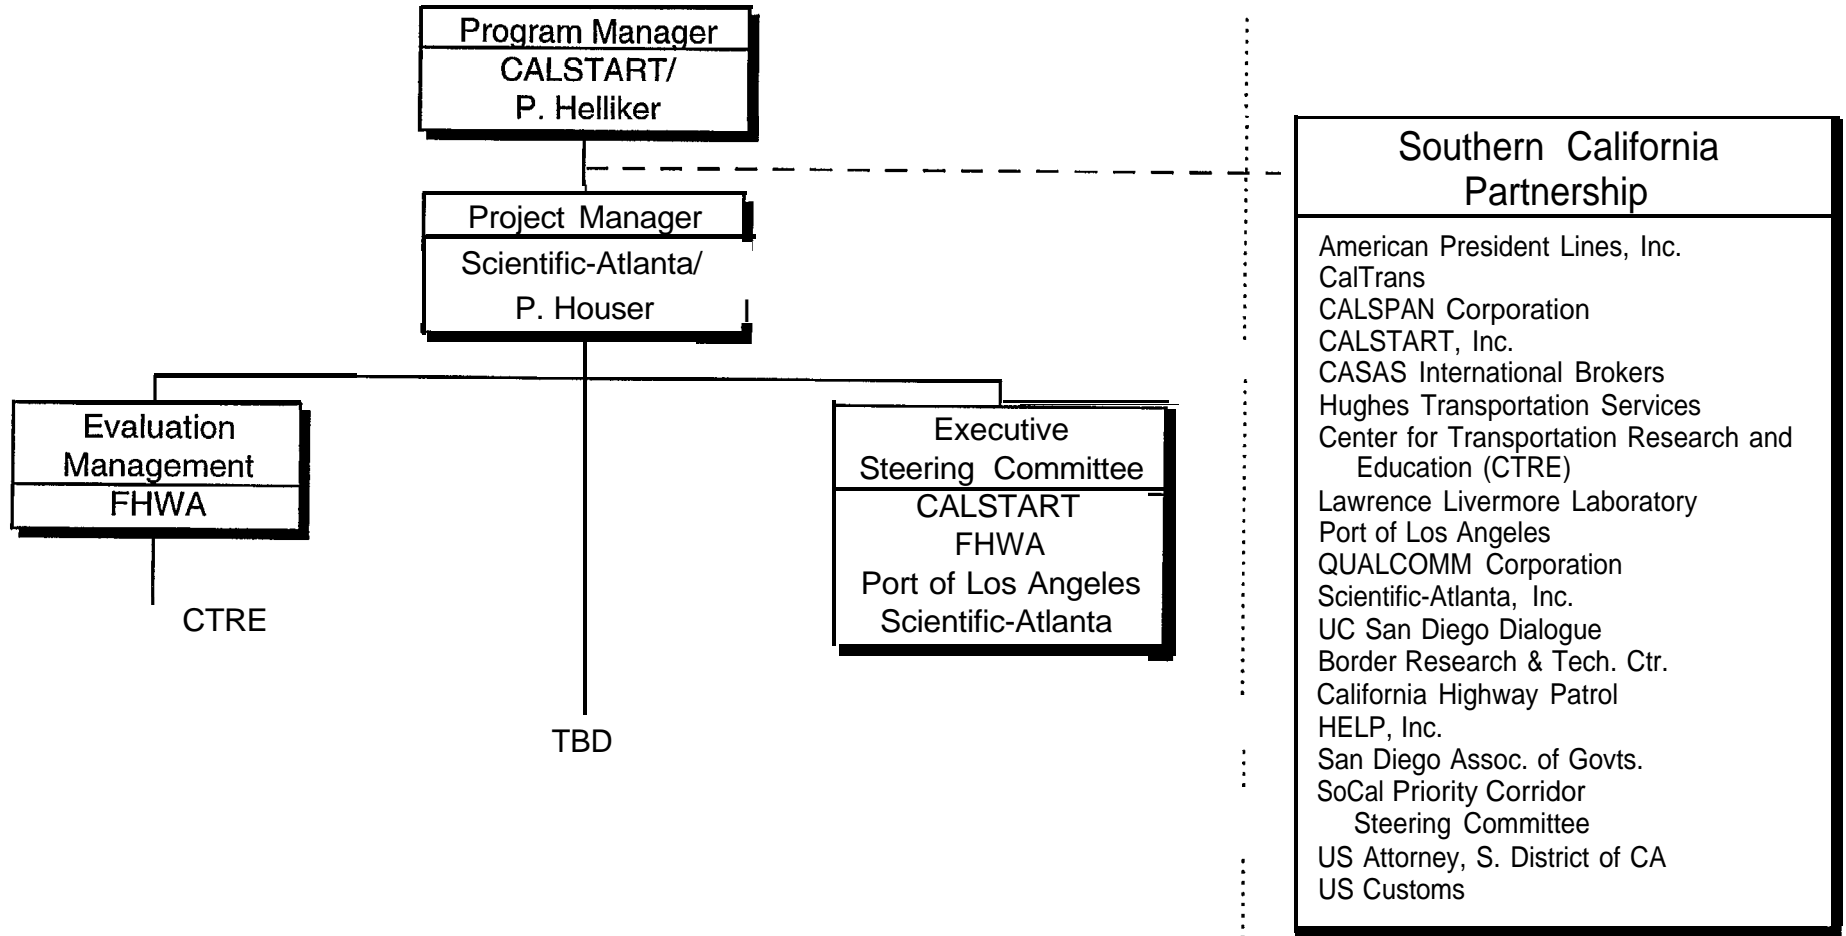 Program Manager
CALSTART/
P. Helliker
Project Manager
Scientific-Atlanta/
P. Houser
Evaluation
Management
FHWA
CTRE
TBD
Executive
Steering Committee
CALSTART
FHWA
Port of Los Angeles
Scientific-Atlanta
Southern California
Partnership
American President Lines, Inc.
CalTrans
CALSPAN Corporation
CALSTART, Inc.
CASAS International Brokers
Hughes Transportation Services
Center for Transportation Research and
Education (CTRE)
Lawrence Livermore Laboratory
Port of Los Angeles
QUALCOMM Corporation
Scientific-Atlanta, Inc.
UC San Diego Dialogue
Border Research & Tech. Ctr.
California Highway Patrol
HELP, Inc.
San Diego Assoc. of Govts.
SoCal Priority Corridor
Steering Committee
US Attorney, S. District of CA
US Customs